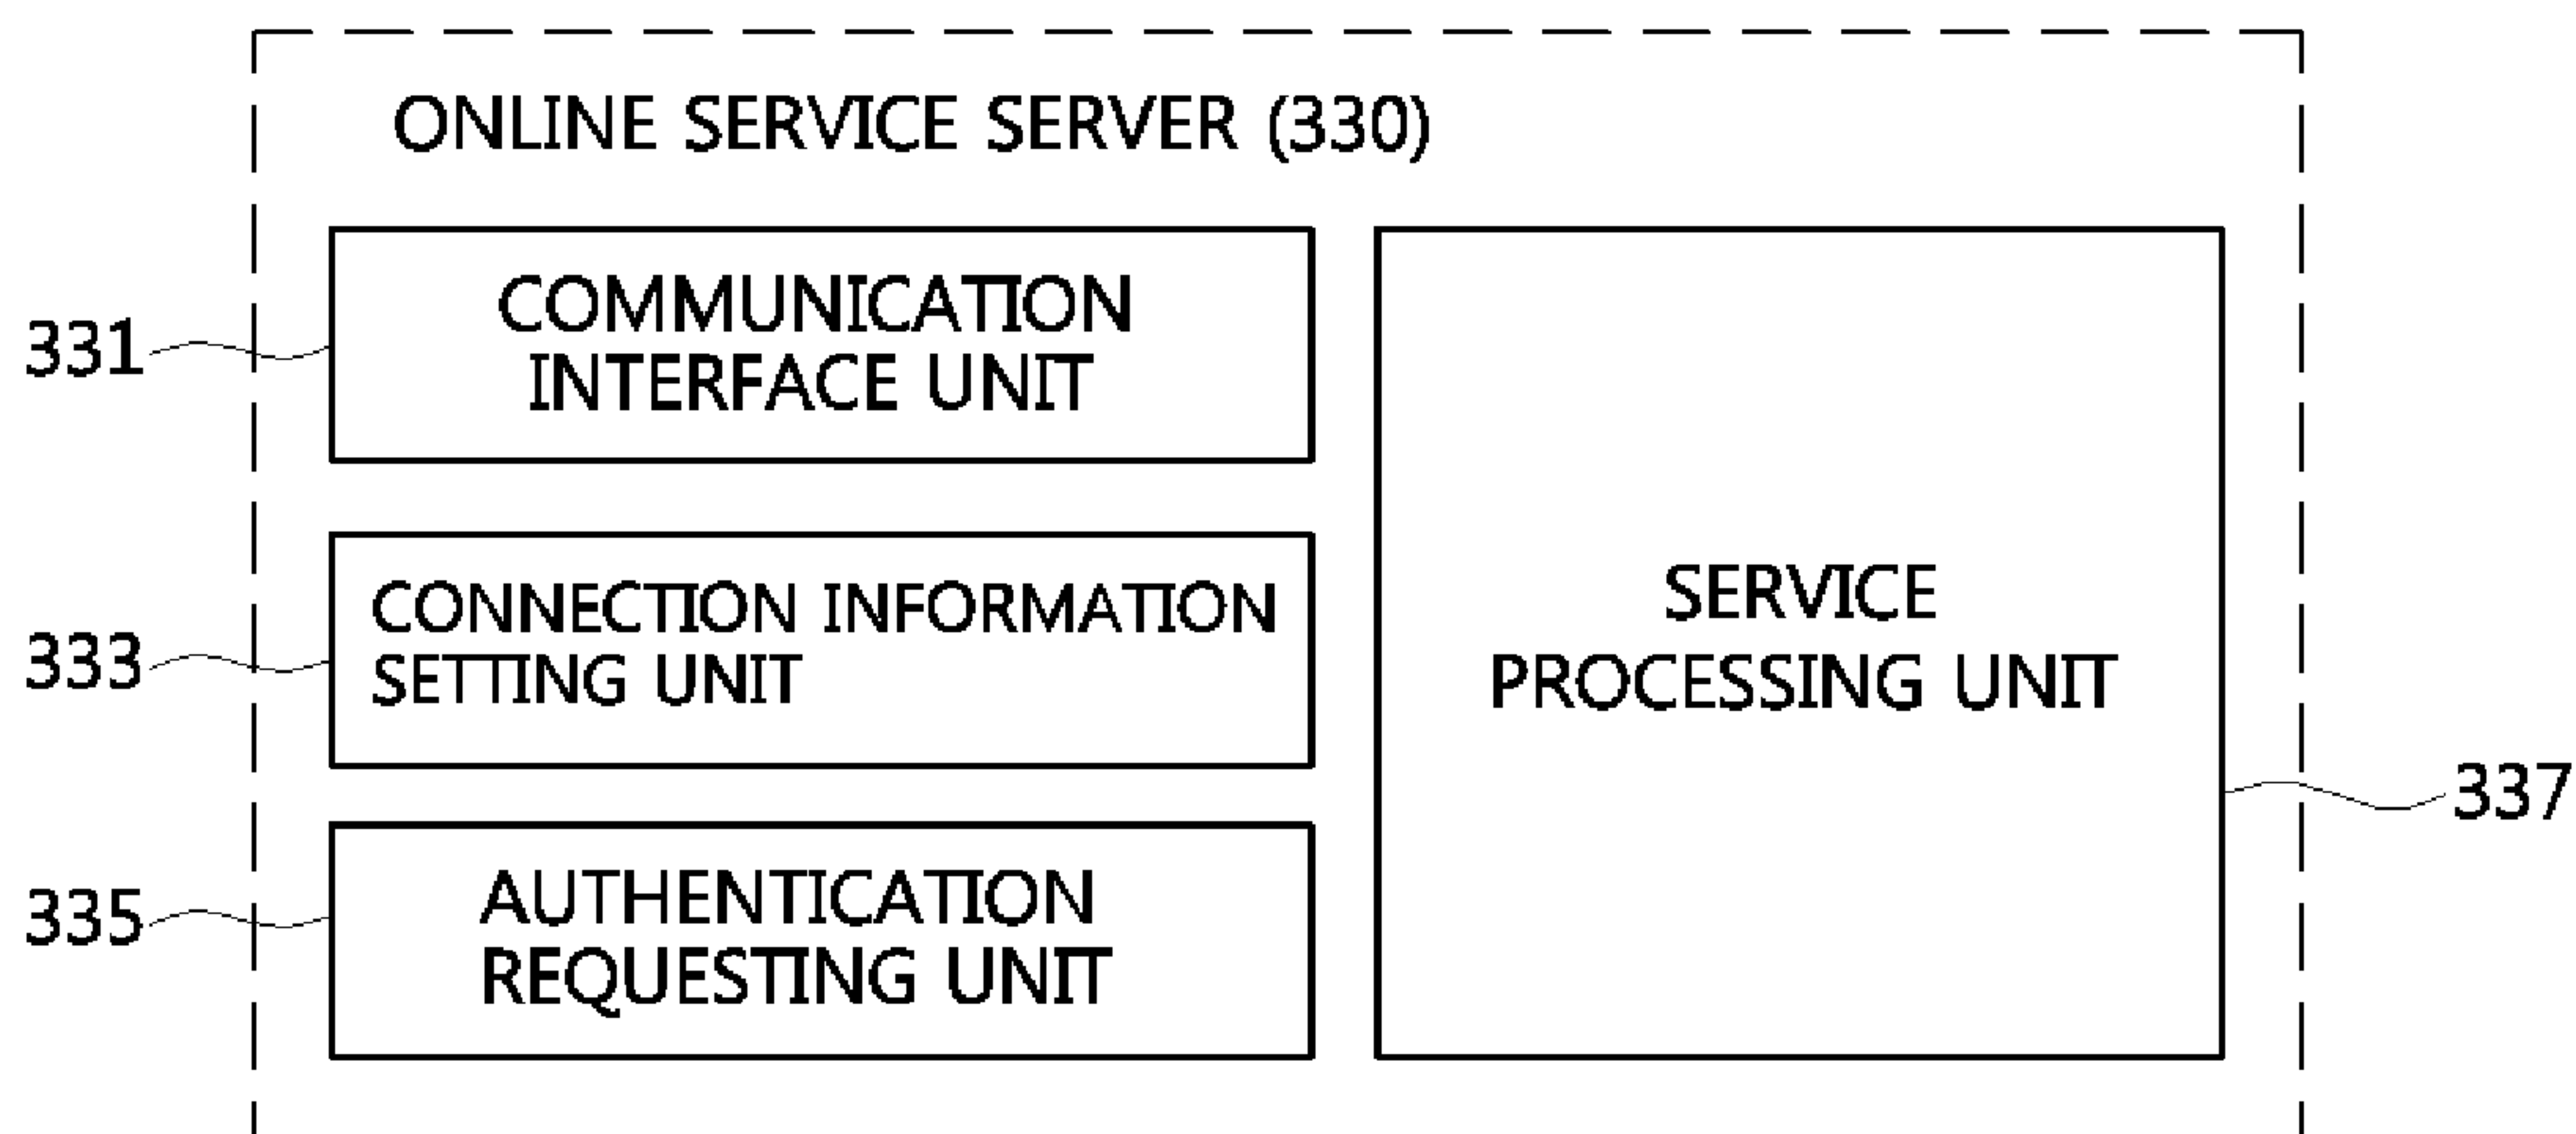 ONLINE SERVICE SERVER (330)
331
COMMUNICATION
INTERFACE UNIT
333
CONNECTION INFORMATION
SETTING UNIT
335
AUTHENTICATION
REQUESTING UNIT
SERVICE
PROCESSING UNIT
337